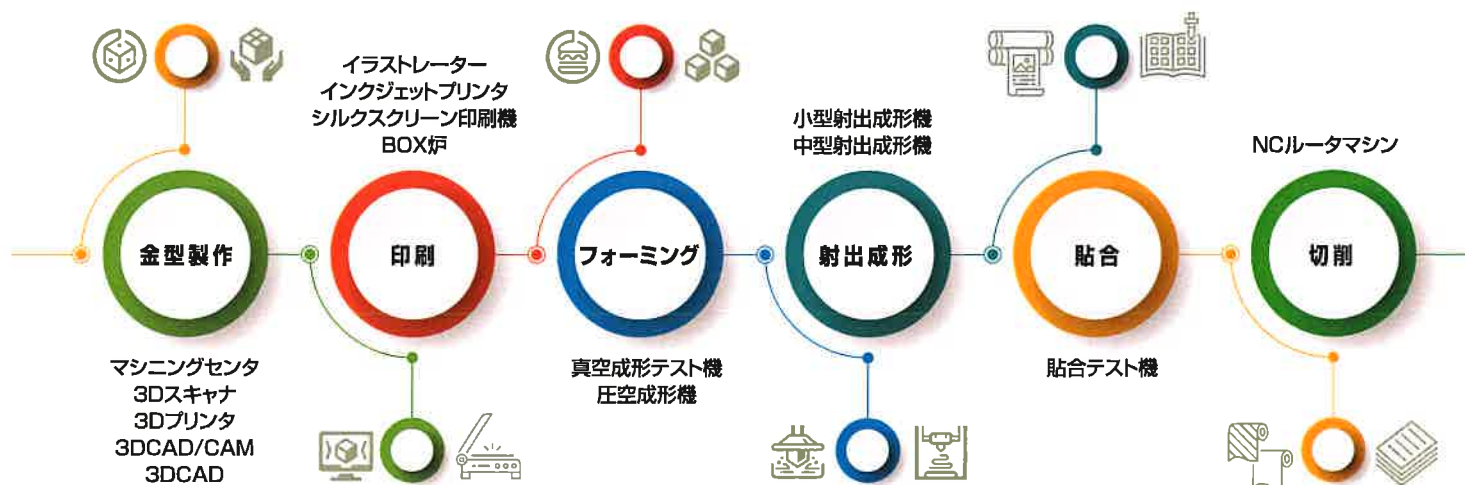 金型製作
マシニングセンタ
3Dスキャナ
3Dプリンタ
3DCAD/CAM
3DCAD
イラストレーター
インクジェットプリンタ
シルクスクリーン印刷機
BOX炉
印刷
フォーミング
真空成形テスト機
圧空成形機
小型射出成形機
中型射出成形機
射出成形
貼合
貼合テスト機
NCルータマシン
切削